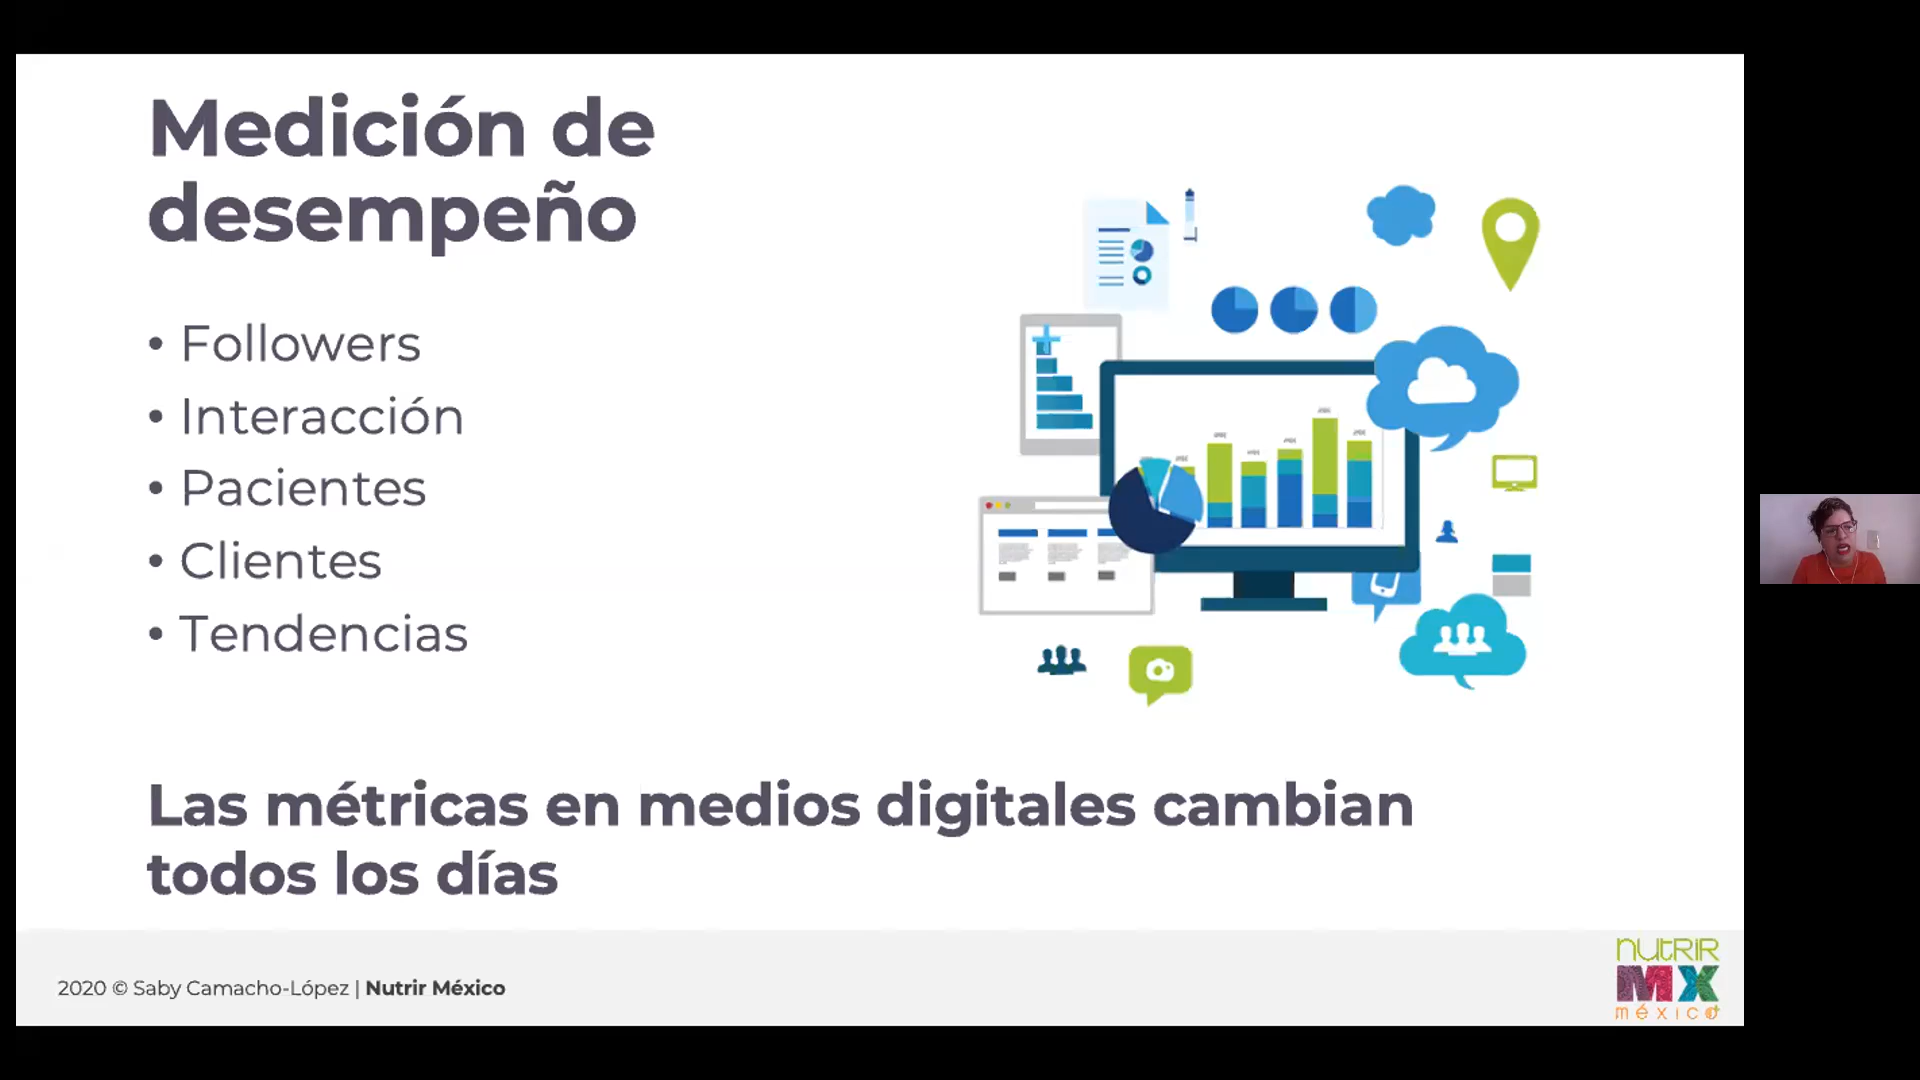 Medición de
desempeño
• Followers
• Interacción
• Pacientes
• Clientes
• Tendencias
Las métricas en medios digitales cambian
todos los días
2020 © Saby Camacho-López | Nutrir México
nutrir
MX
méxico